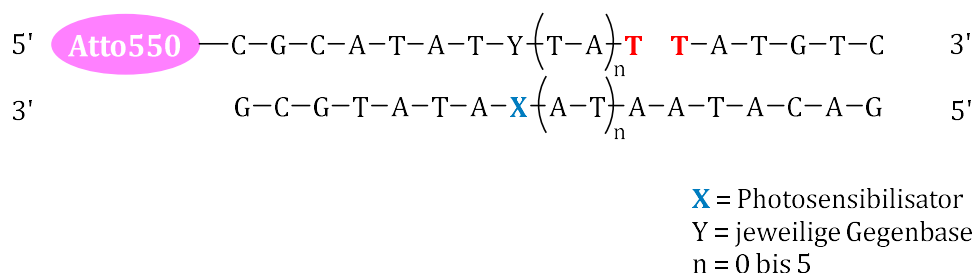 5' Atto550—C–G–C–A–T–A–T–Y–(T–A)n–T T–A–T–G–T–C 3'
3' G–C–G–T–A–T–A–X–(A–T)n–A–A–T–A–C–A–G 5'
X = Photosensibilisator
Y = jeweilige Gegenbase
n = 0 bis 5